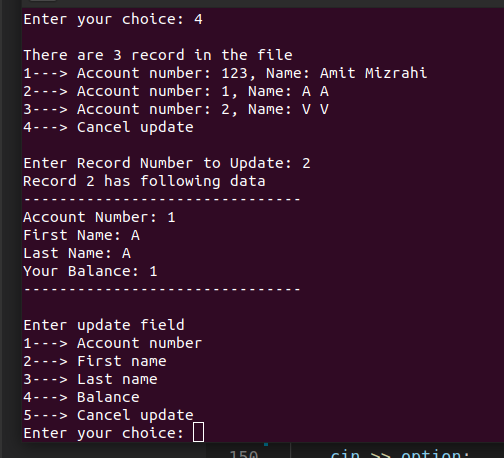 Enter your choice: 4
There are 3 record in the file
1---> Account number: 123, Name: Amit Mizrahi
2---> Account number: 1, Name: A A
3---> Account number: 2, Name: V V
4---> Cancel update
Enter Record Number to Update: 2
Record 2 has following data
-------------------------------
Account Number: 1
First Name: A
Last Name: A
Your Balance: 1
-------------------------------
Enter update field
1---> Account number
2---> First name
3---> Last name
4---> Balance
5---> Cancel update
Enter your choice:
150 cin >> option;